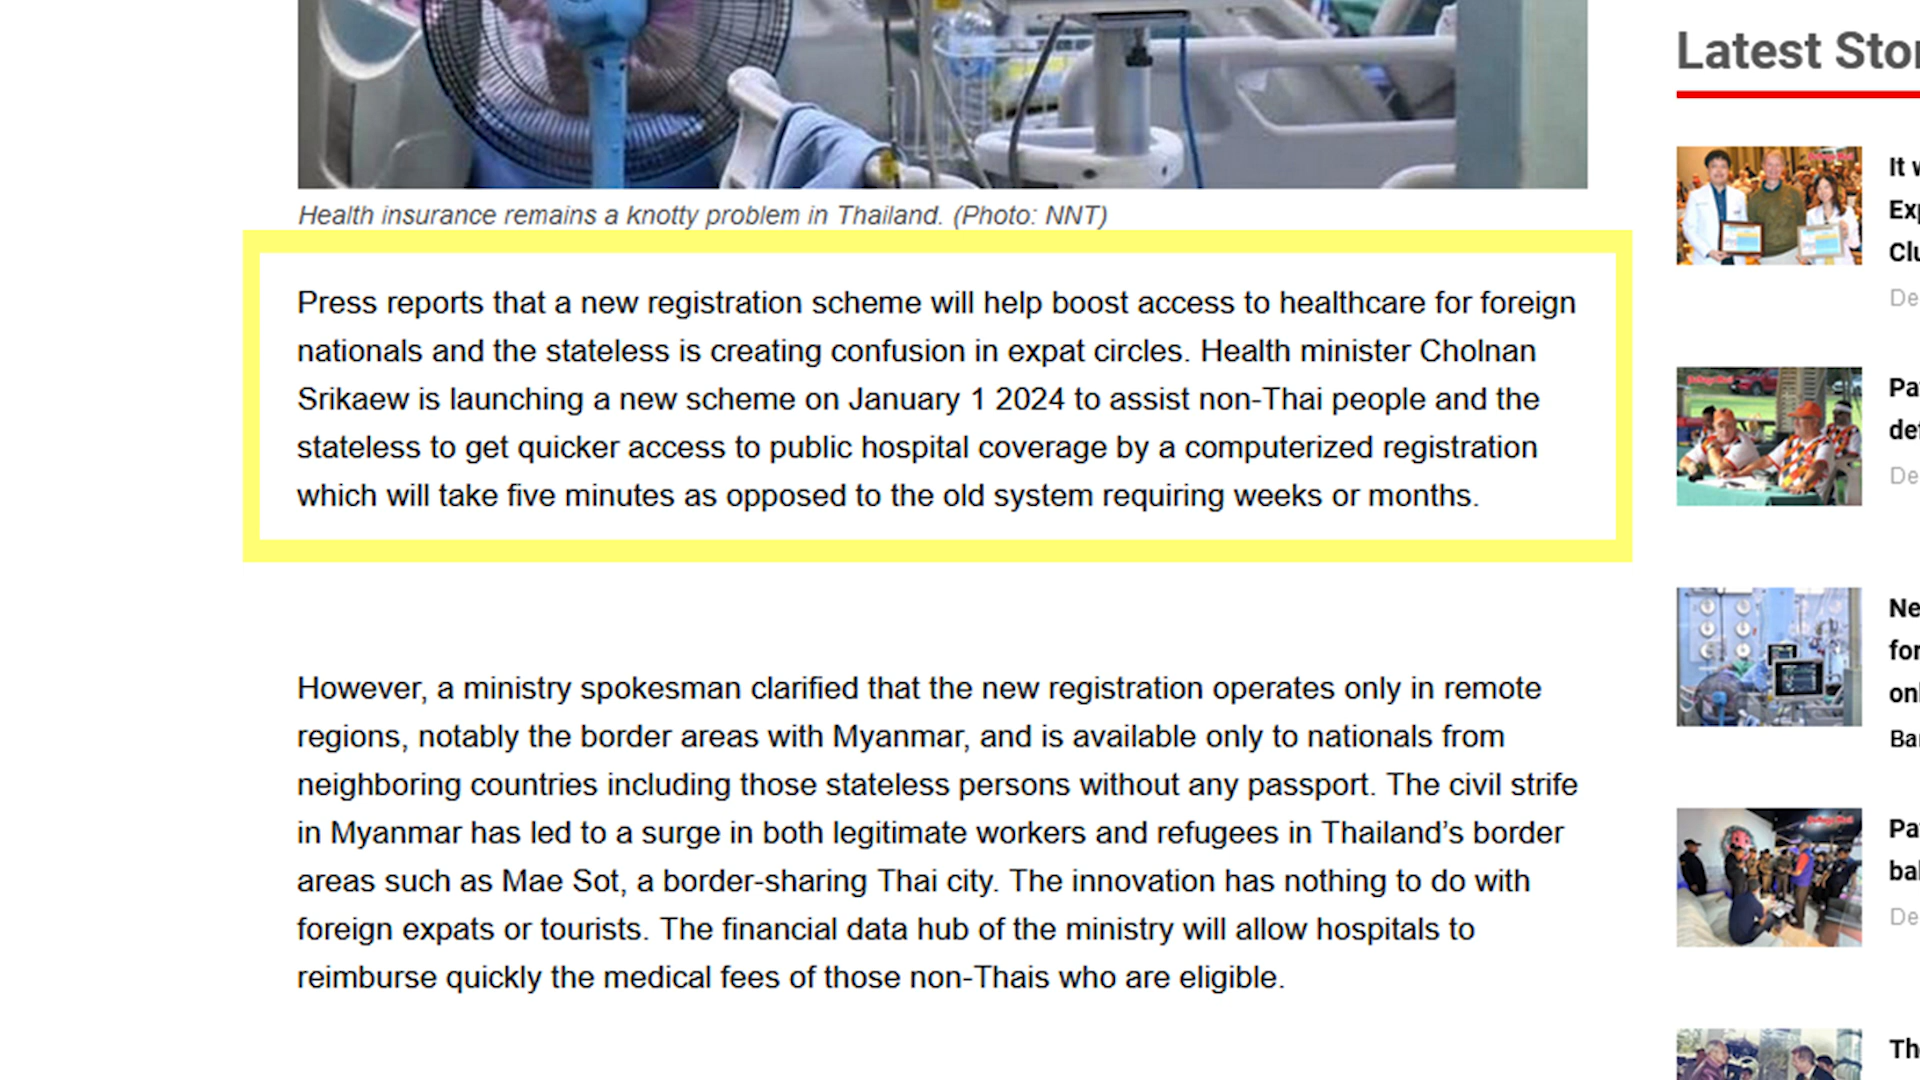 Health insurance remains a knotty problem in Thailand. (Photo: NNT)
Press reports that a new registration scheme will help boost access to healthcare for foreign
nationals and the stateless is creating confusion in expat circles. Health minister Cholnan
Srikaew is launching a new scheme on January 1 2024 to assist non-Thai people and the
stateless to get quicker access to public hospital coverage by a computerized registration
which will take five minutes as opposed to the old system requiring weeks or months.
However, a ministry spokesman clarified that the new registration operates only in remote
regions, notably the border areas with Myanmar, and is available only to nationals from
neighboring countries including those stateless persons without any passport. The civil strife
in Myanmar has led to a surge in both legitimate workers and refugees in Thailand’s border
areas such as Mae Sot, a border-sharing Thai city. The innovation has nothing to do with
foreign expats or tourists. The financial data hub of the ministry will allow hospitals to
reimburse quickly the medical fees of those non-Thais who are eligible.
Latest
It